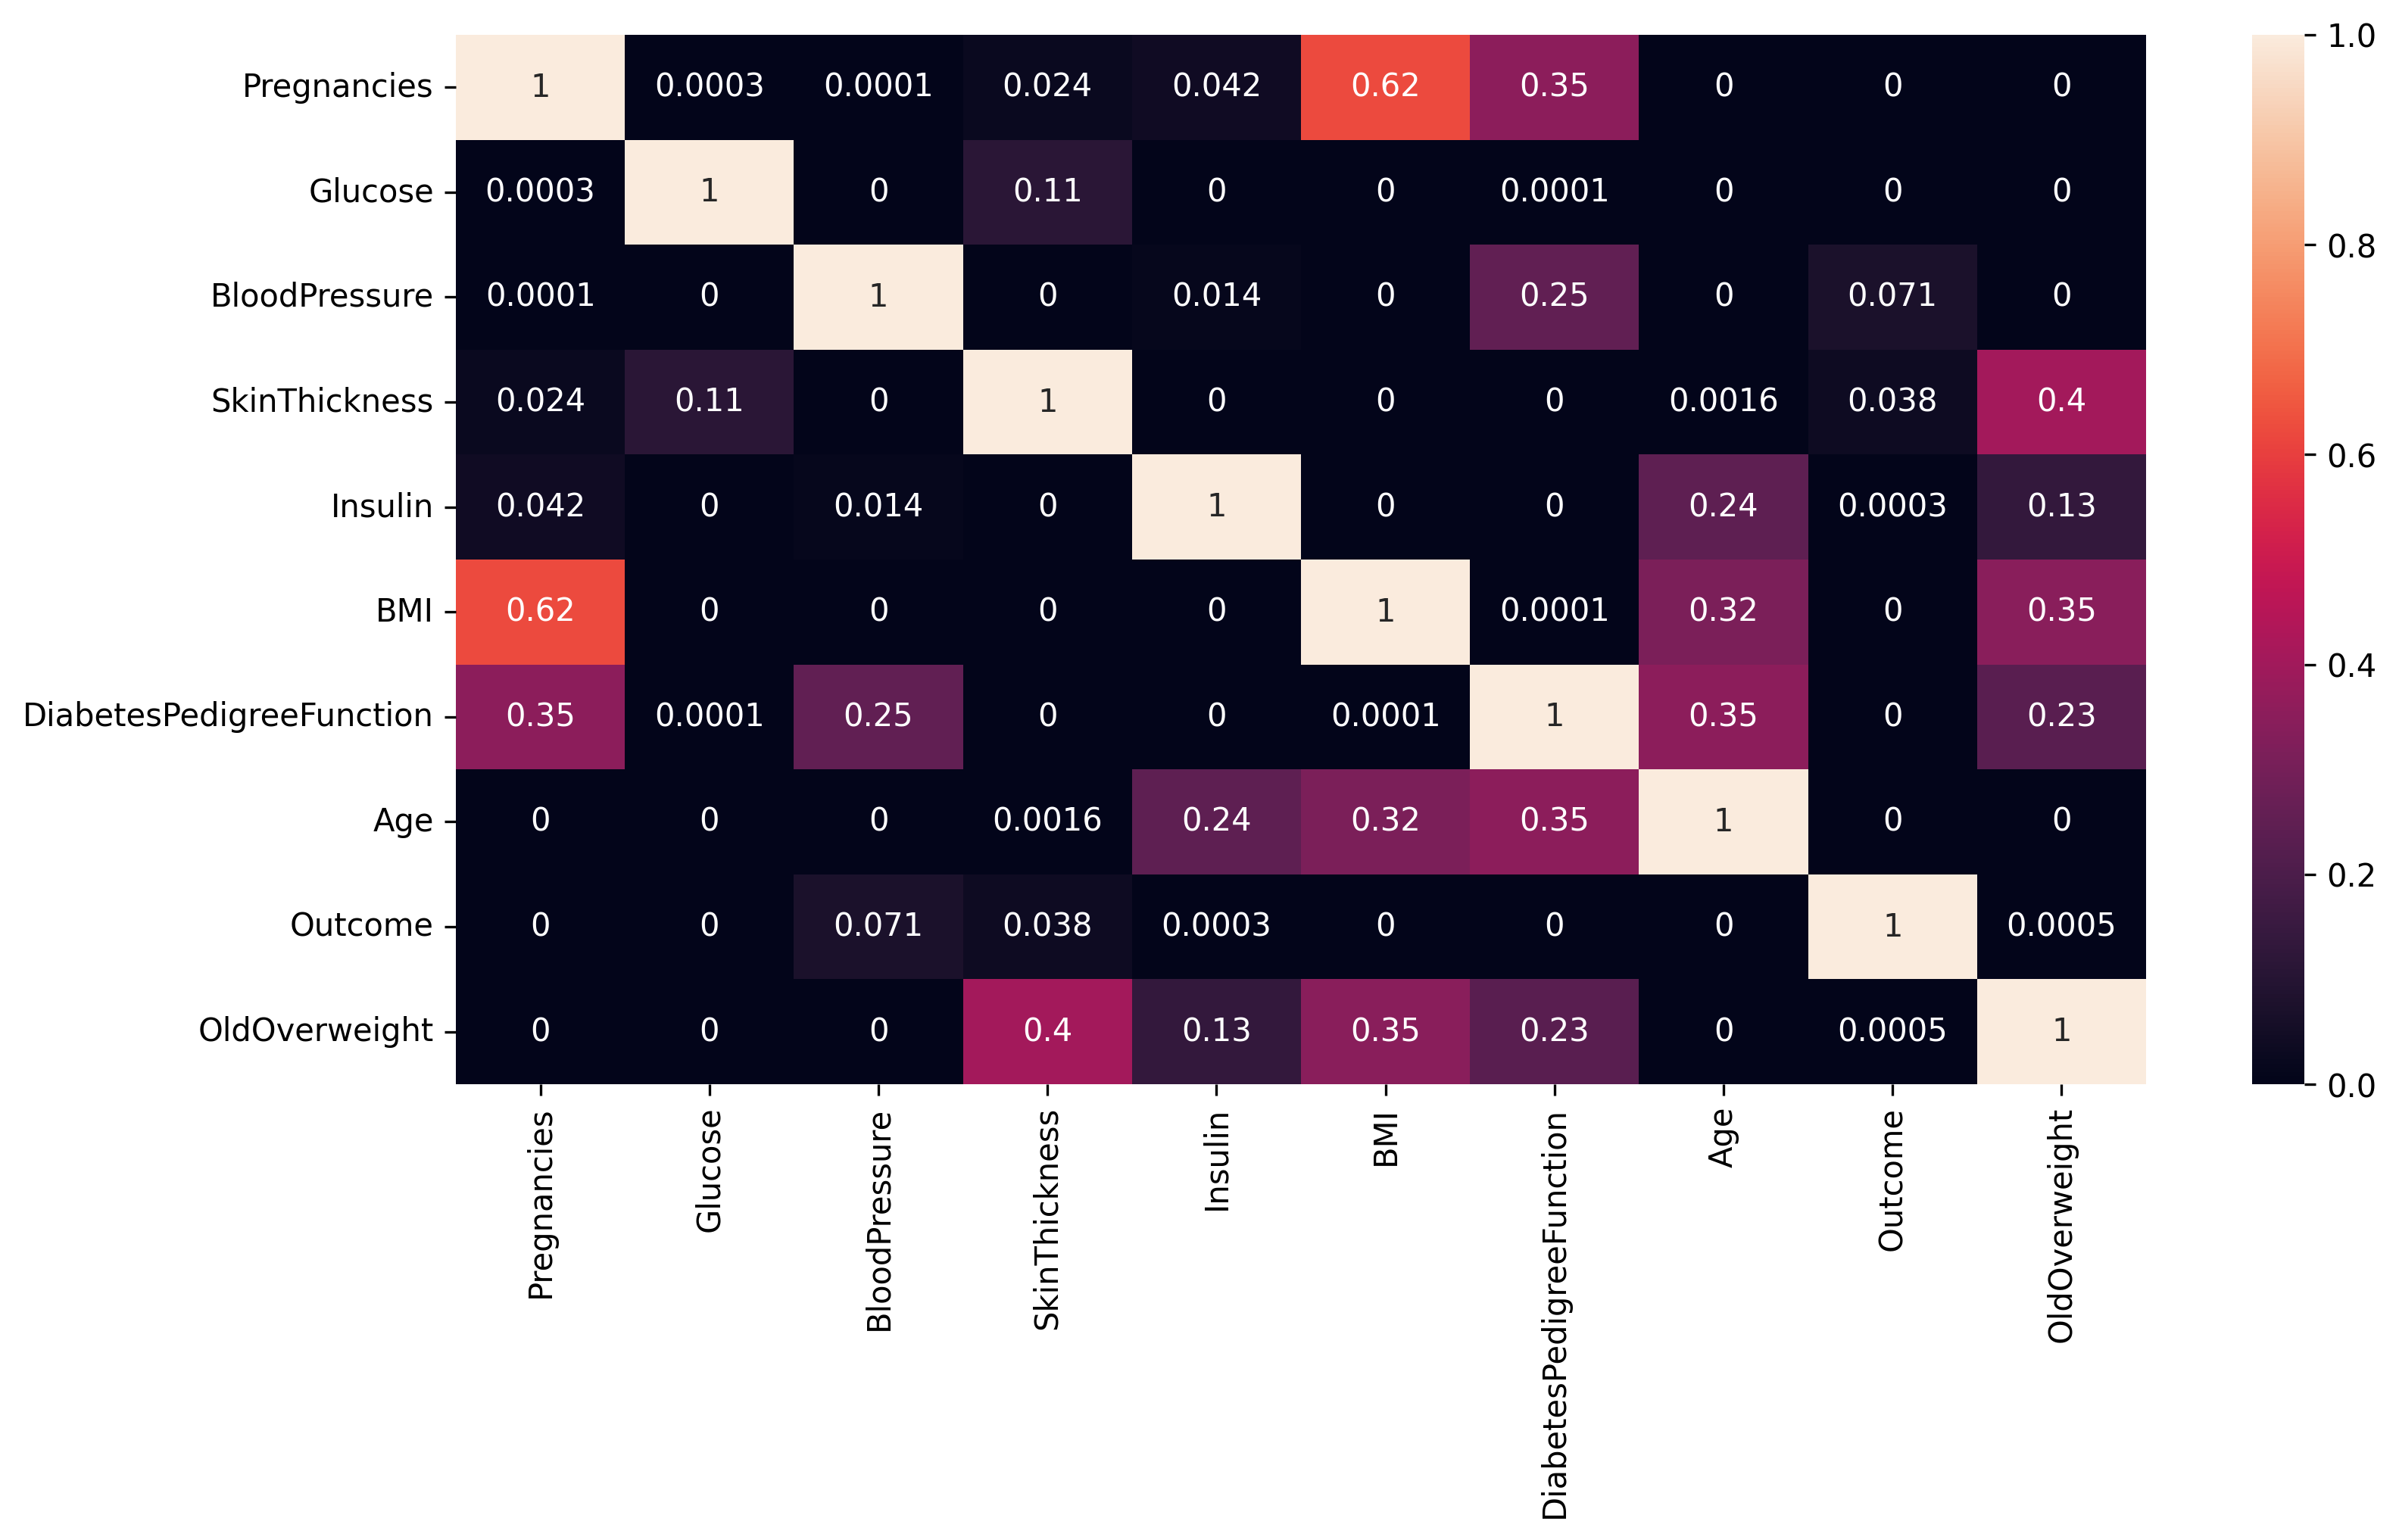 Pregnancies 1 0.0003 0.0001 0.024 0.042 0.62 0.35 0 0 0
Glucose 0.0003 1 0 0.11 0 0 0.0001 0 0 0
BloodPressure 0.0001 0 1 0 0.014 0 0.25 0 0.071 0
SkinThickness 0.024 0.11 0 1 0 0 0 0.0016 0.038 0.4
Insulin 0.042 0 0.014 0 1 0 0 0.24 0.0003 0.13
BMI 0.62 0 0 0 0 1 0.0001 0.32 0 0.35
DiabetesPedigreeFunction 0.35 0.0001 0.25 0 0 0.0001 1 0.35 0 0.23
Age 0 0 0 0.0016 0.24 0.32 0.35 1 0 0
Outcome 0 0 0.071 0.038 0.0003 0 0 0 1 0.0005
OldOverweight 0 0 0 0.4 0.13 0.35 0.23 0 0.0005 1
Pregnancies
Glucose
BloodPressure
SkinThickness
Insulin
BMI
DiabetesPedigreeFunction
Age
Outcome
OldOverweight
1.0
0.8
0.6
0.4
0.2
0.0